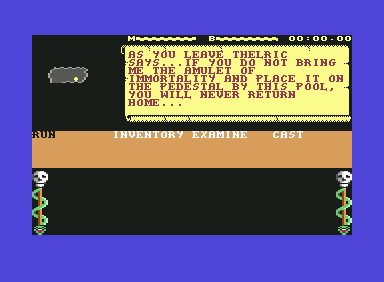 M B 00:00.00
AS YOU LEAVE THELRIC
SAYS...IF YOU DO NOT BRING
ME THE AMULET OF
IMMORTALITY AND PLACE IT ON
THE PEDESTAL BY THIS POOL,
YOU WILL NEVER RETURN
HOME...
RUN INVENTORY EXAMINE CAST